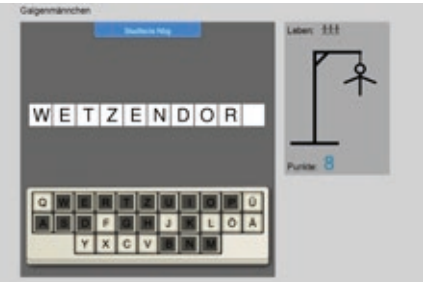 Galgenmännchen
Leben:
WETZENDOR
Punkte: 8
Q W E R T Z U I O P Ü
A S D F G H J K L Ö Ä
Y X C V B N M